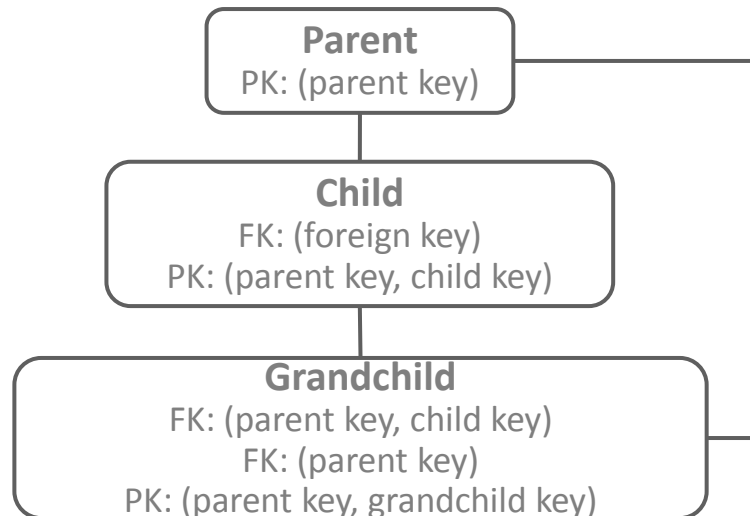 Parent
PK: (parent key)
Child
FK: (foreign key)
PK: (parent key, child key)
Grandchild
FK: (parent key, child key)
FK: (parent key)
PK: (parent key, grandchild key)